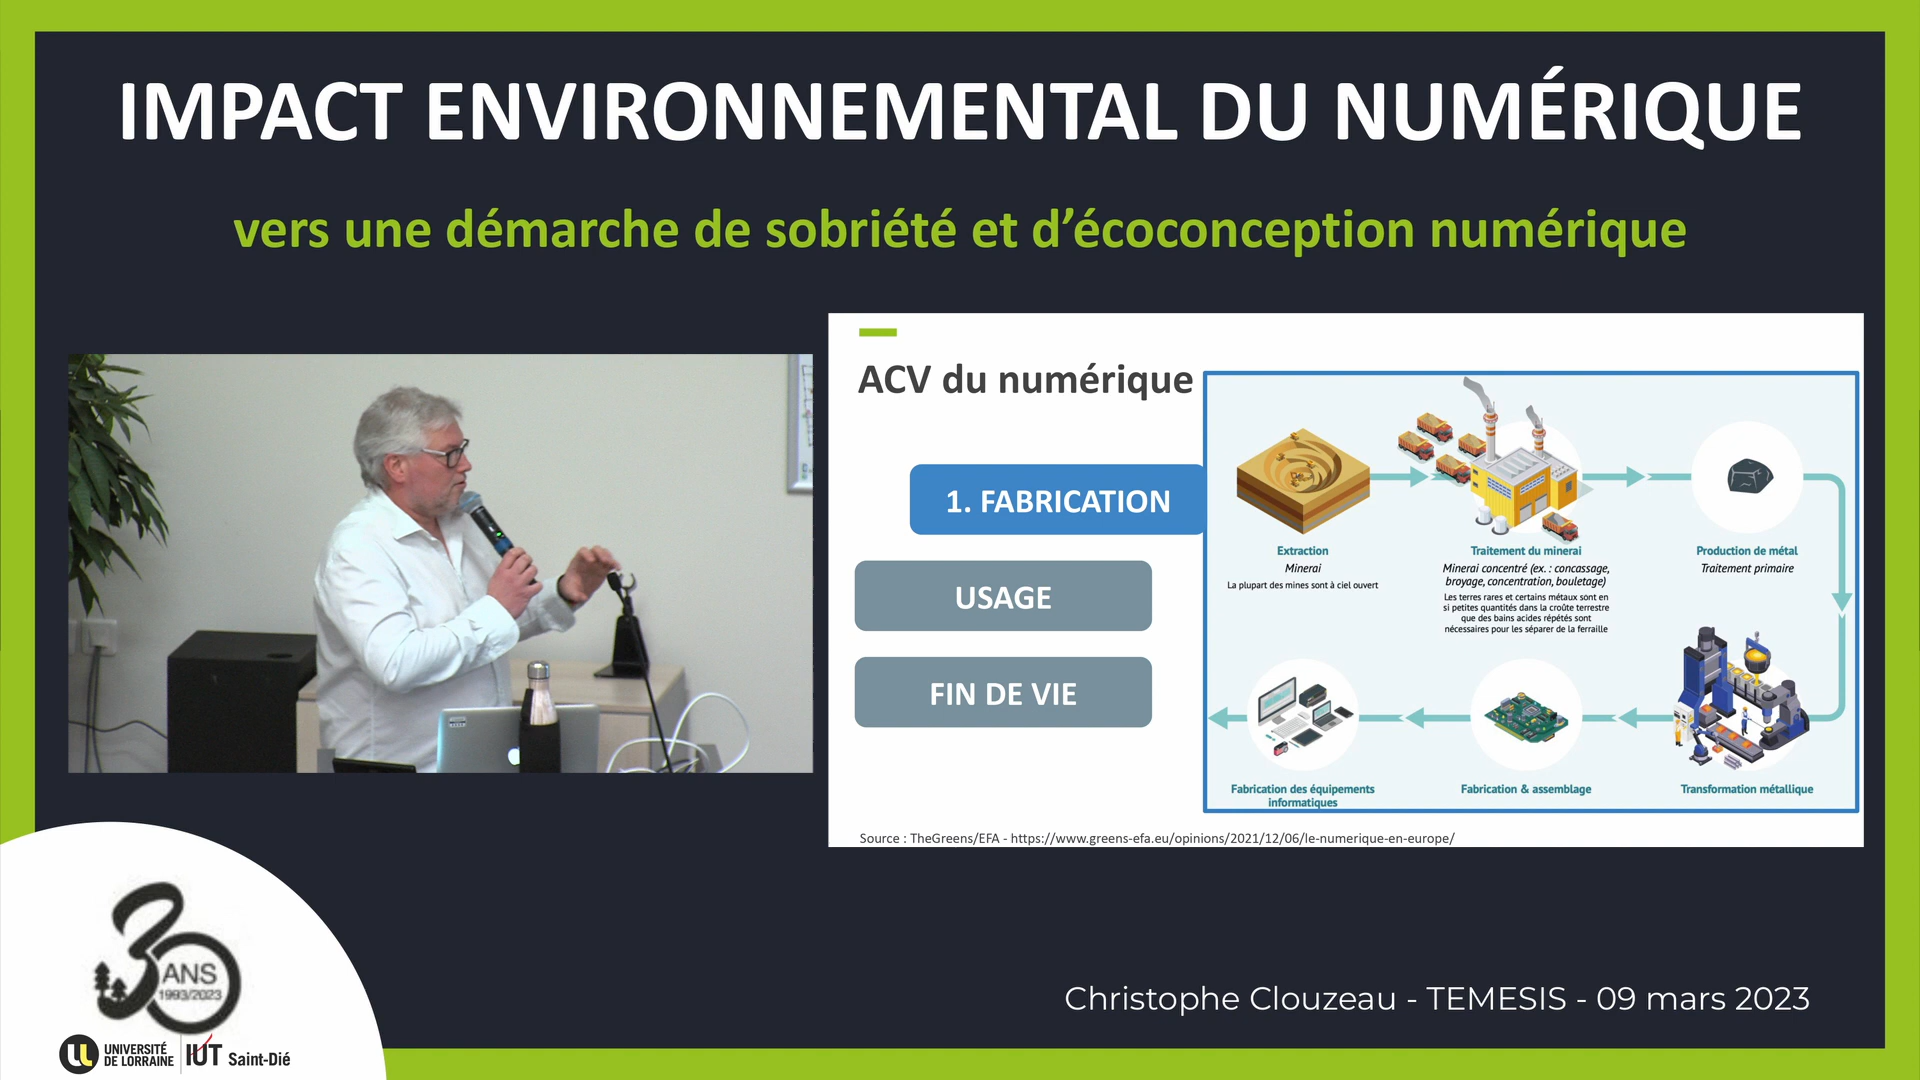 IMPACT ENVIRONNEMENTAL DU NUMÉRIQUE
vers une démarche de sobriété et d’écoconception numérique
ACV du numérique
1. FABRICATION
USAGE
FIN DE VIE
Extraction
Minerai
La plupart des mines sont à ciel ouvert
Traitement du minerai
Minerai concentré (ex. : concassage,
broyage, concentration, bouletage)
Les terres rares et certains métaux sont en
si petites quantités dans la croûte terrestre
que des bains acides répétés sont
nécessaires pour les séparer de la ferraille
Production de métal
Traitement primaire
Fabrication des équipements
informatiques
Fabrication & assemblage
Transformation métallique
Source : TheGreens/EFA - https://www.greens-efa.eu/opinions/2021/12/06/le-numerique-en-europe/
30
ANS
1993/2023
UNIVERSITÉ
DE LORRAINE
IUT Saint-Dié
Christophe Clouzeau - TEMESIS - 09 mars 2023